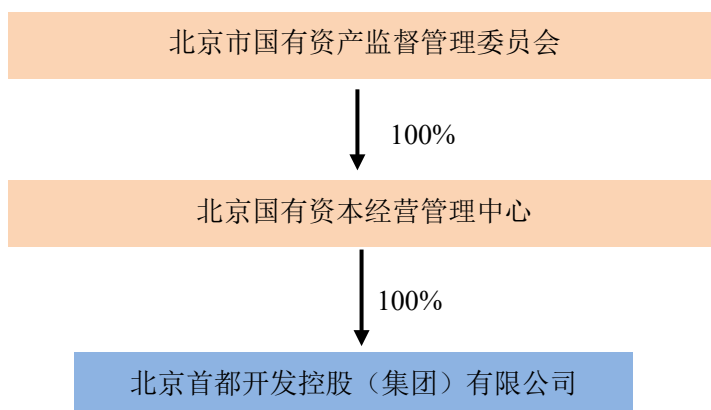 北京市国有资产监督管理委员会
100%
北京国有资本经营管理中心
100%
北京首都开发控股（集团）有限公司